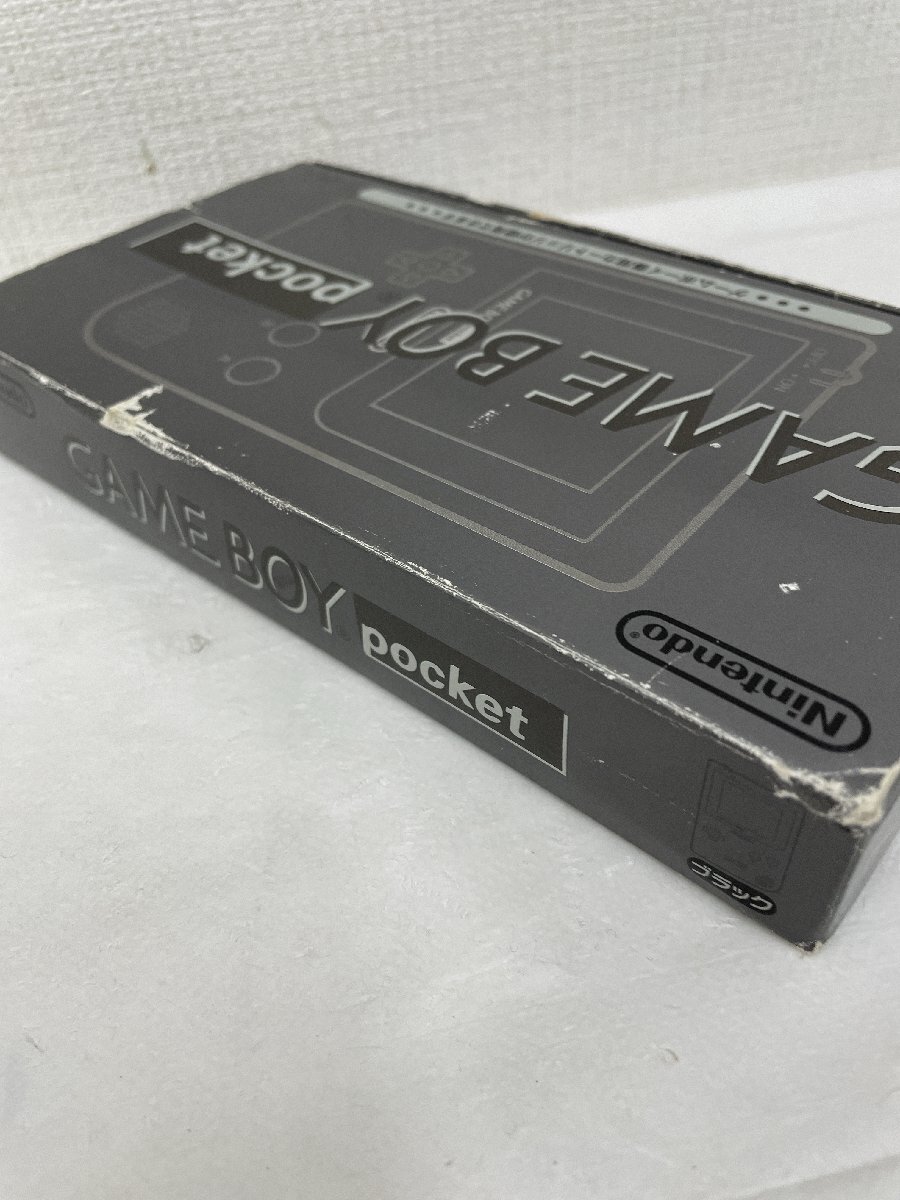 GAME BOY
pocket
Nintendo®
GAME BOY
pocket
ブラック